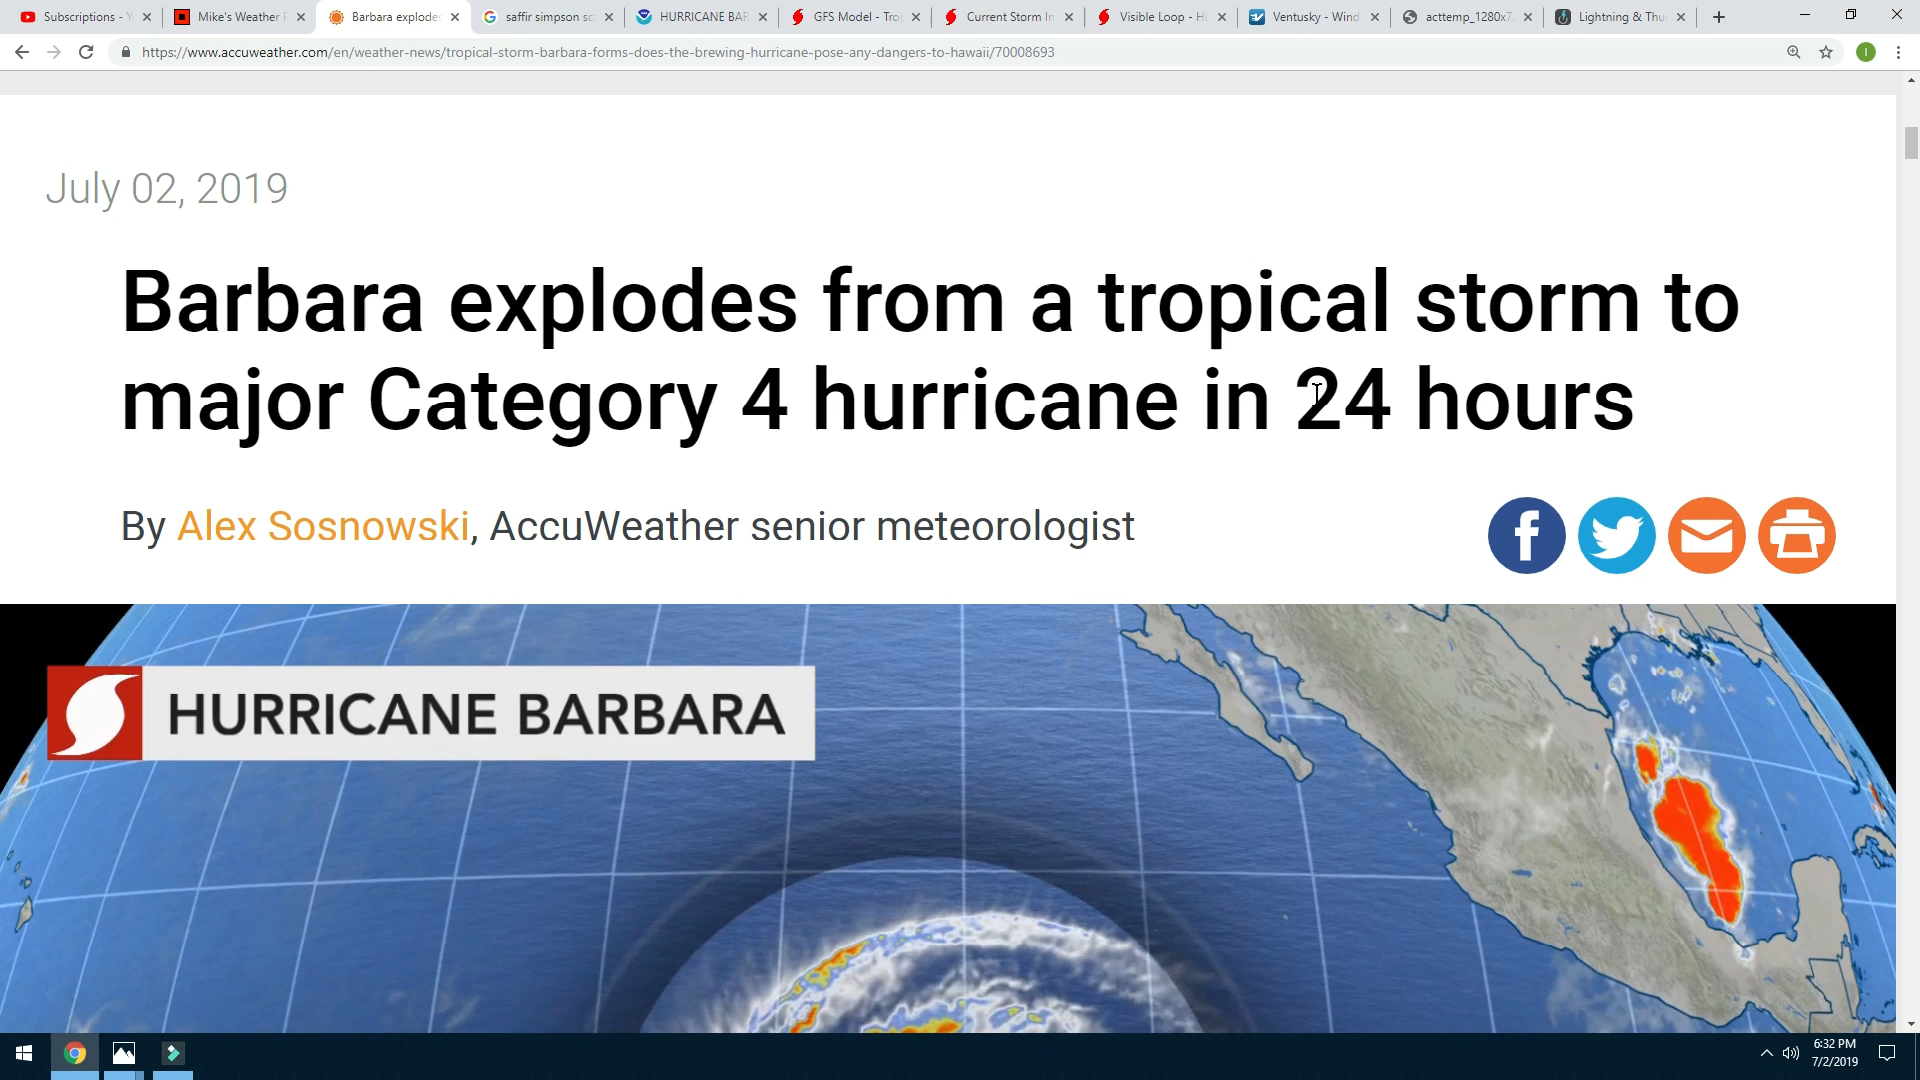 Subscriptions - Y
Mike's Weather P
Barbara explodes
saffir simpson sc
HURRICANE BAR
GFS Model - Tro
Current Storm In
Visible Loop - H
Ventusky - Wind
acttemp_1280x7
Lightning & Thu
https://www.accuweather.com/en/weather-news/tropical-storm-barbara-forms-does-the-brewing-hurricane-pose-any-dangers-to-hawaii/70008693
I
July 02, 2019
Barbara explodes from a tropical storm to
major Category 4 hurricane in 24 hours
By Alex Sosnowski, AccuWeather senior meteorologist
HURRICANE BARBARA
6:32 PM
7/2/2019